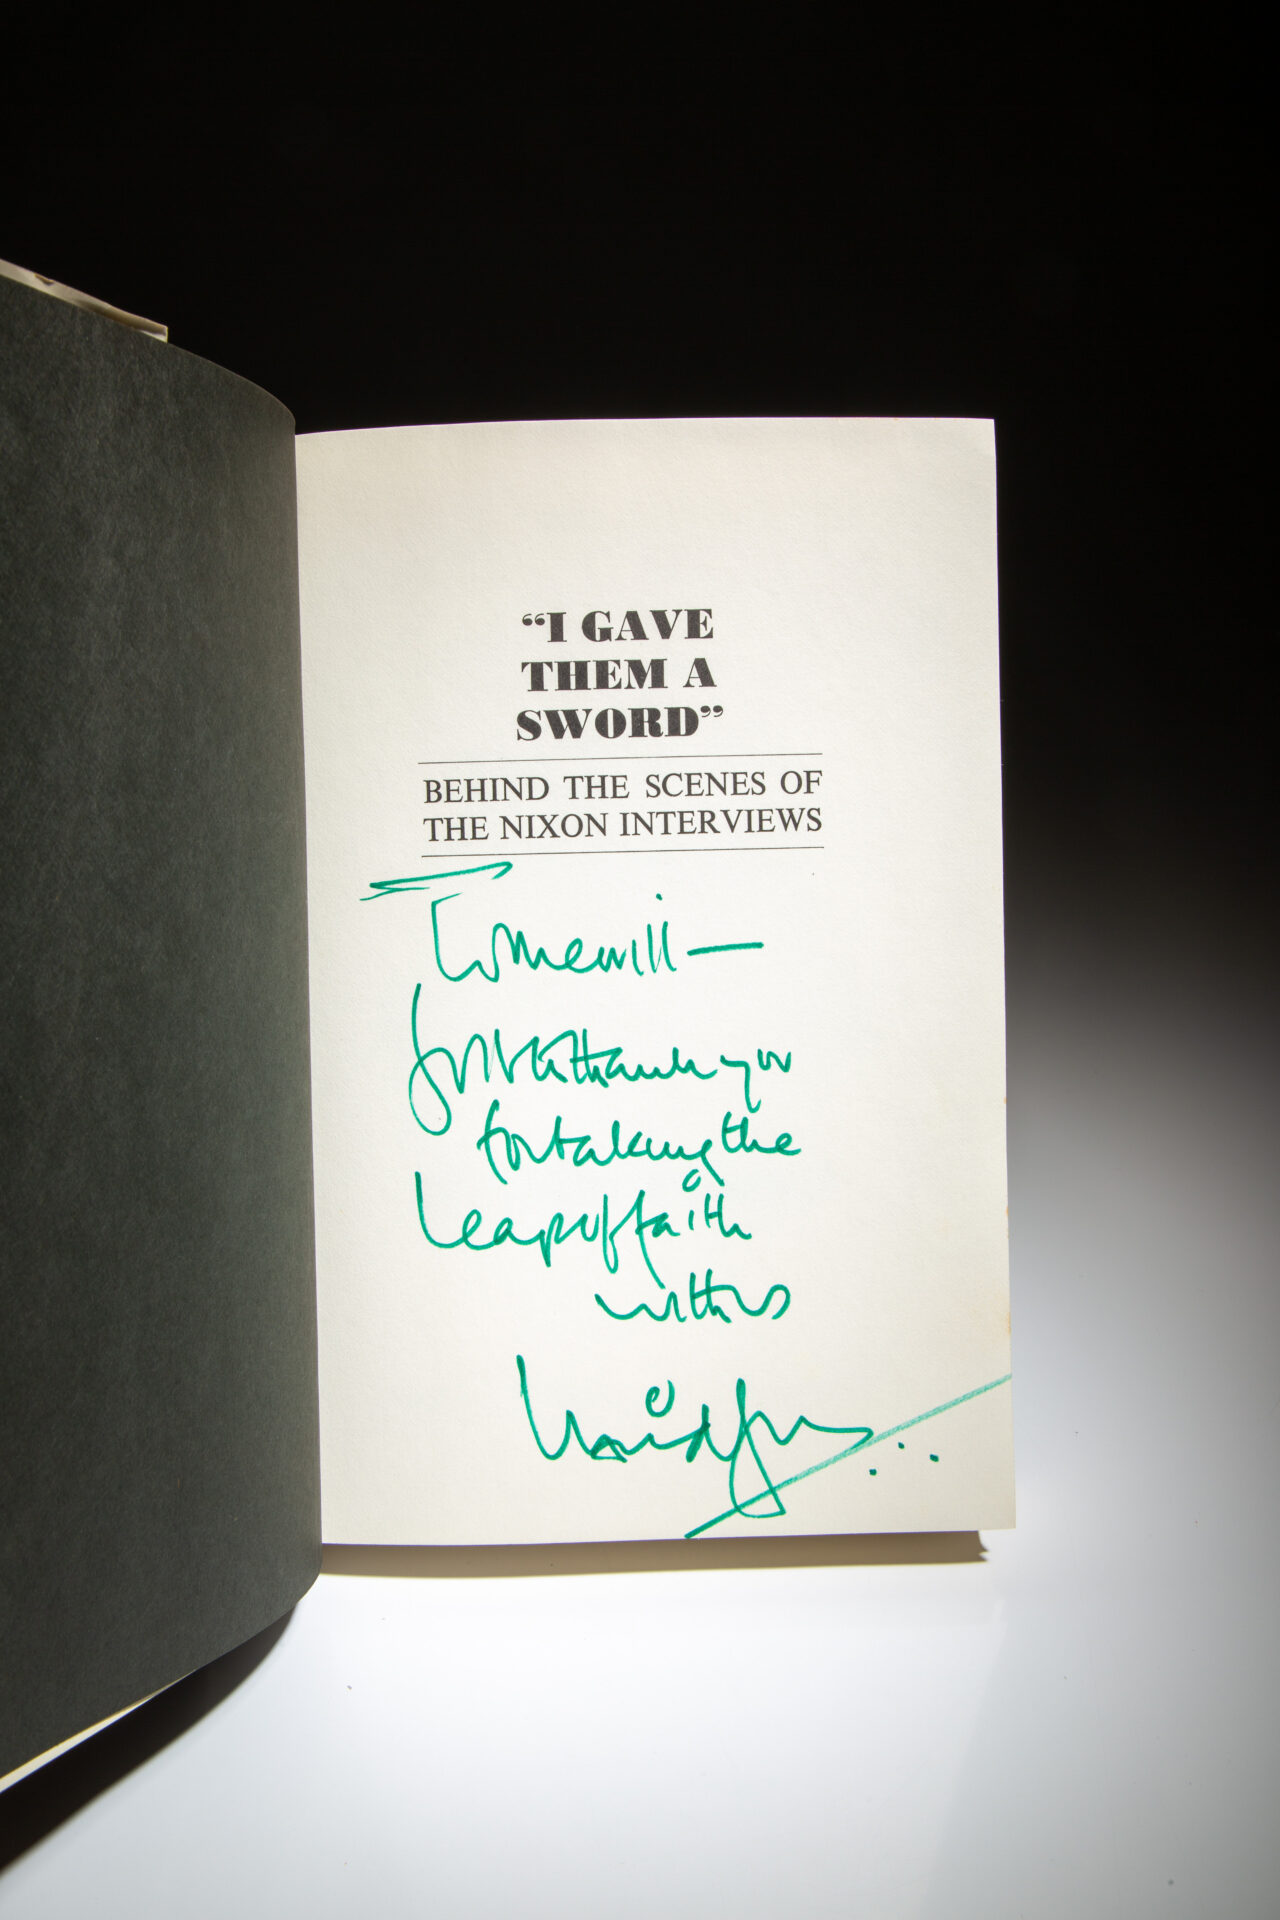 “I GAVE
THEM A
SWORD”
BEHIND THE SCENES OF
THE NIXON INTERVIEWS
To Merrill —
thank you
for taking the
leap of faith
with us
David